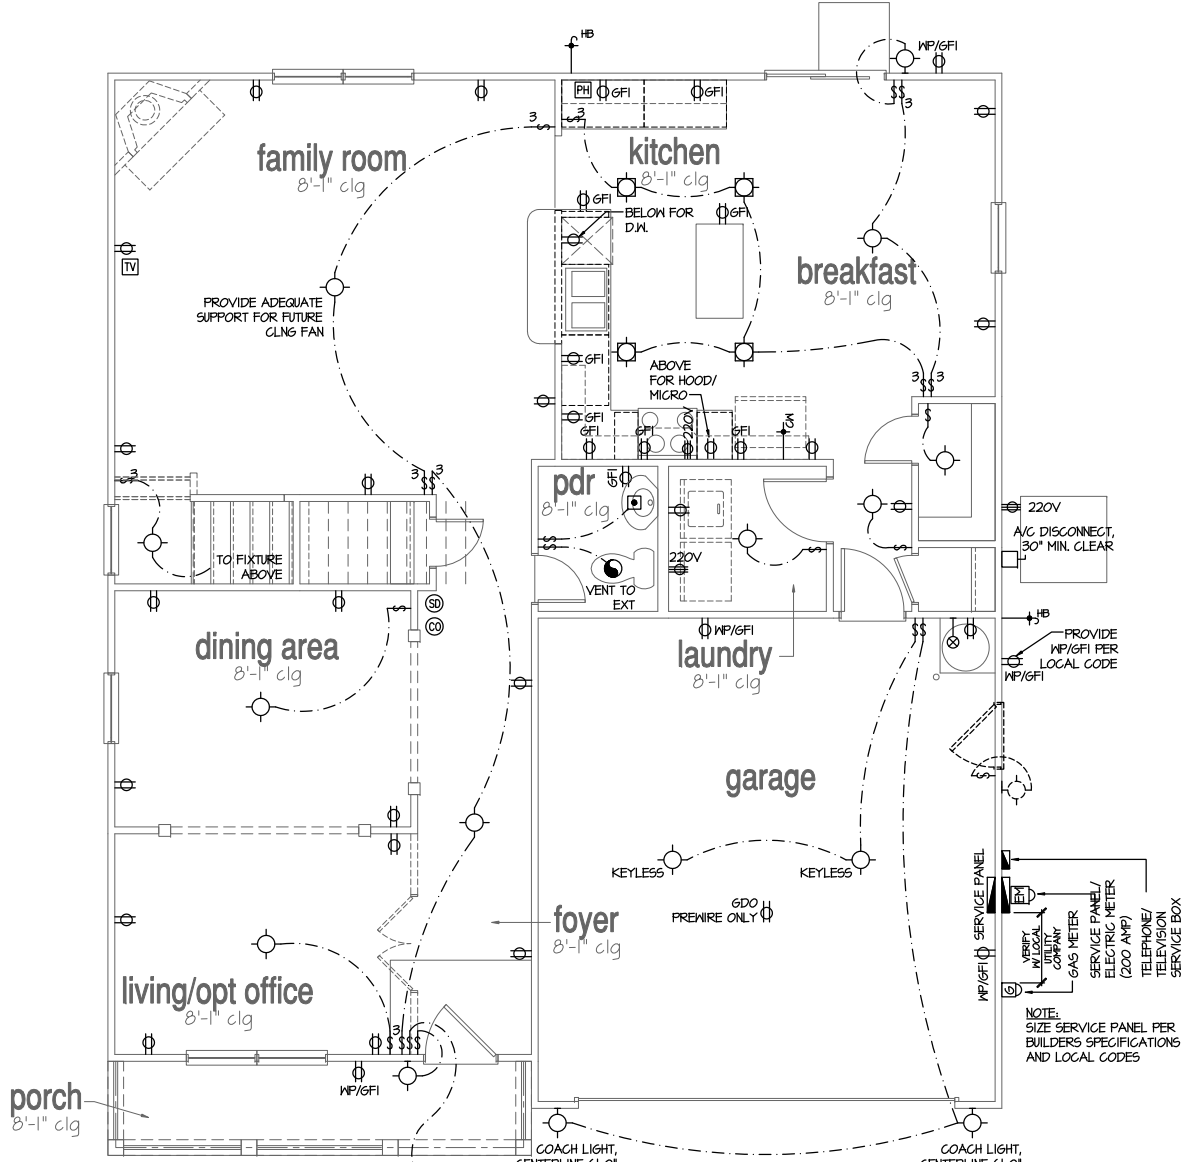 HB
WP/GFI
3
PH
GFI
GFI
3
3
family room
8'-1" clg
kitchen
8'-1" clg
GFI
BELOW FOR
D.W.
GFI
TV
breakfast
8'-1" clg
PROVIDE ADEQUATE
SUPPORT FOR FUTURE
CLNG FAN
GFI
ABOVE
FOR HOOD/
MICRO
3
3
GFI
GFI
GFI
220V
GFI
CW
3
3
3
pdr
8'-1" clg
GFI
220V
A/C DISCONNECT,
30" MIN. CLEAR
TO FIXTURE
ABOVE
220V
VENT TO
EXT
SD
CO
HB
WP/GFI
PROVIDE
WP/GFI PER
LOCAL CODE
WP/GFI
dining area
8'-1" clg
laundry
8'-1" clg
garage
KEYLESS
KEYLESS
GDO
PREWIRE ONLY
SERVICE PANEL
EM
SERVICE PANEL/
ELECTRIC METER
(200 AMP)
TELEPHONE/
TELEVISION
SERVICE BOX
VERIFY
W/ LOCAL
UTILITY
COMPANY
GAS METER
WP/GFI
G
foyer
8'-1" clg
living/opt office
8'-1" clg
NOTE:
SIZE SERVICE PANEL PER
BUILDERS SPECIFICATIONS
AND LOCAL CODES
3
WP/GFI
porch
8'-1" clg
COACH LIGHT,
COACH LIGHT,